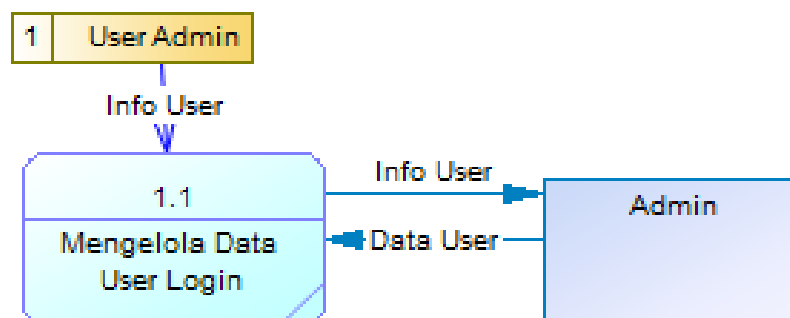 1 User Admin
Info User
Info User
1.1
Admin
Mengelola Data
User Login
Data User